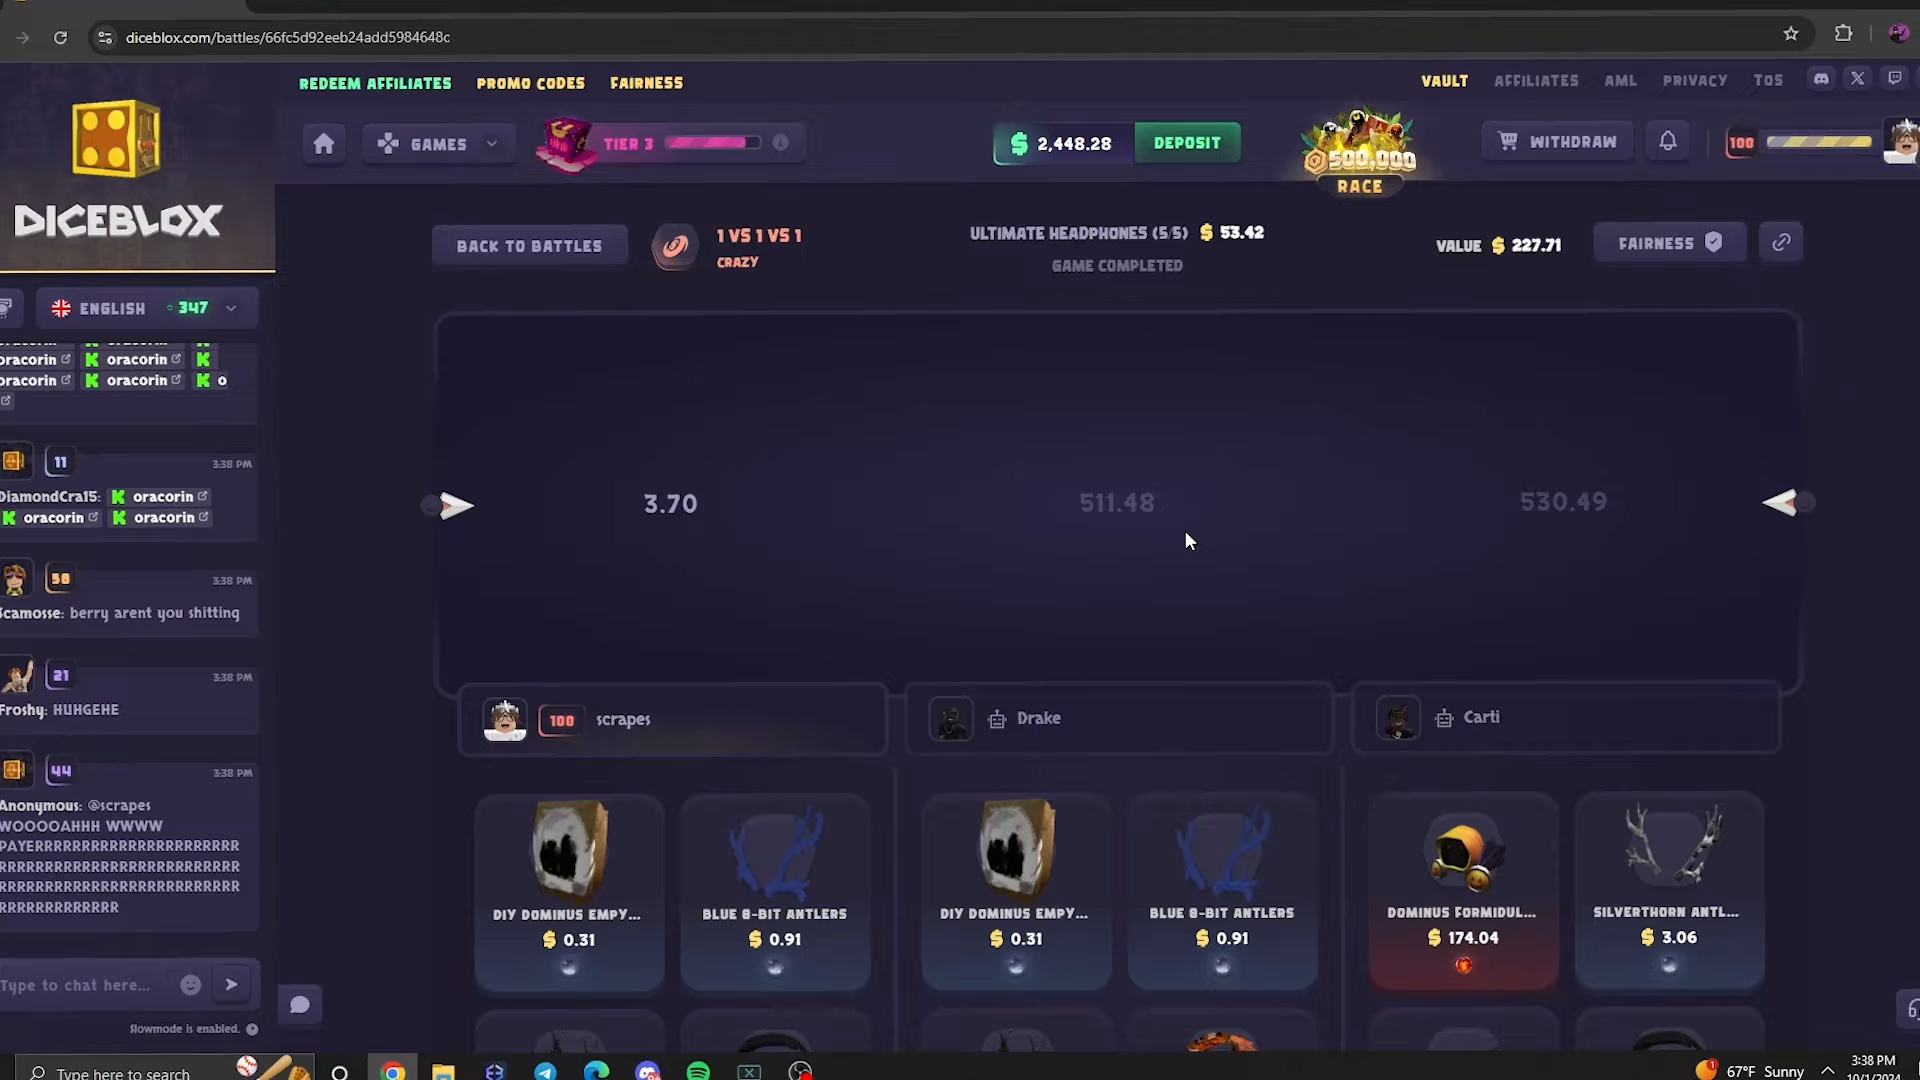 diceblox.com/battles/66fc5d92eeb24add5984648c
REDEEM AFFILIATES PROMO CODES FAIRNESS
VAULT AFFILIATES AML PRIVACY TOS
GAMES TIER 3
2,448.28 DEPOSIT
500,000
RACE
WITHDRAW 100
DICEBLOX
BACK TO BATTLES
1 VS 1 VS 1
CRAZY
ULTIMATE HEADPHONES (5/5) 53.42
GAME COMPLETED
VALUE 227.71
FAIRNESS
ENGLISH 347
oracorin oracorin
oracorin oracorin o
11 3:38 PM
DiamondCra15: oracorin
oracorin oracorin
58 3:38 PM
Scamosse: berry arent you shitting
21 3:38 PM
Froshy: HUHGEHE
44 3:38 PM
Anonymous: @scrapes
WOOOOAHHH WWWW
PAYERRRRRRRRRRRRRRRRRRRRR
RRRRRRRRRRRRRRRRRRRRRRRRR
RRRRRRRRRRRRRRRRRRRRRRRRR
RRRRRRRRRRRRR
Type to chat here...
Slowmode is enabled.
3.70 511.48 530.49
100 scrapes
Drake
Carti
DIY DOMINUS EMPY...
0.31
BLUE 8-BIT ANTLERS
0.91
DIY DOMINUS EMPY...
0.31
BLUE 8-BIT ANTLERS
0.91
DOMINUS FORMIDUL...
174.04
SILVERTHORN ANTL...
3.06
Type here to search
67°F Sunny
3:38 PM
10/1/2024